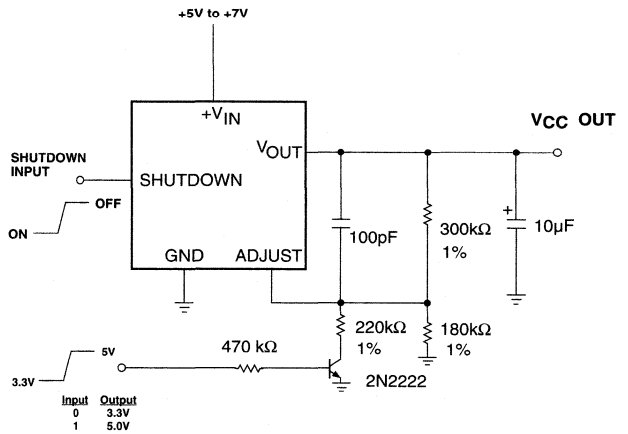 +5V to +7V
+VIN
VCC OUT
VOUT
SHUTDOWN
INPUT
SHUTDOWN
OFF
ON
100pF
300kΩ
1%
+
10µF
GND
ADJUST
220kΩ
1%
180kΩ
1%
470 kΩ
5V
3.3V
2N2222
Input Output
0 3.3V
1 5.0V